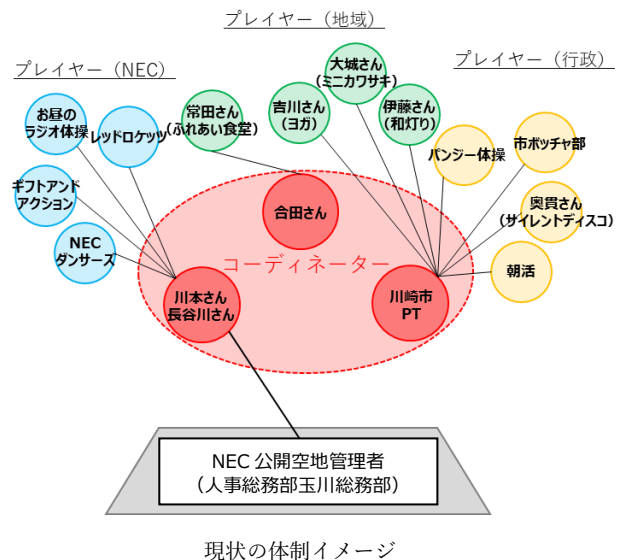 プレイヤー（地域）
プレイヤー（NEC）
プレイヤー（行政）
お昼の
ラジオ体操
レッドロケッツ
ギフトアンド
アクション
NEC
ダンサーズ
常田さん
（ふれあい食堂）
吉川さん
（ヨガ）
大城さん
（ミニカワサキ）
伊藤さん
（和灯り）
パンジー体操
市ボッチャ部
奥貫さん
（サイレントディスコ）
朝活
合田さん
コーディネーター
川本さん
長谷川さん
川崎市
PT
NEC 公開空地管理者
（人事総務部玉川総務部）
現状の体制イメージ